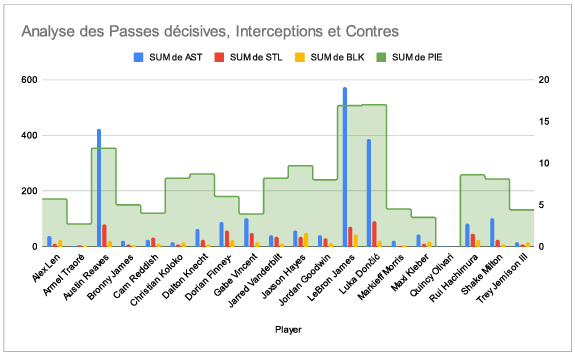 Analyse des Passes décisives, Interceptions et Contres
SUM de AST SUM de STL SUM de BLK SUM de PIE
600 20
400 15
10
200 5
0 0
Alex Len
Armel Traoré
Austin Reaves
Bronny James
Cam Reddish
Christian Koloko
Dalton Knecht
Dorian Finney-
Gabe Vincent
Jarred Vanderbilt
Jaxson Hayes
Jordan Goodwin
LeBron James
Luka Dončić
Markieff Morris
Maxi Kleber
Quincy Olivari
Rui Hachimura
Shake Milton
Trey Jemison III
Player